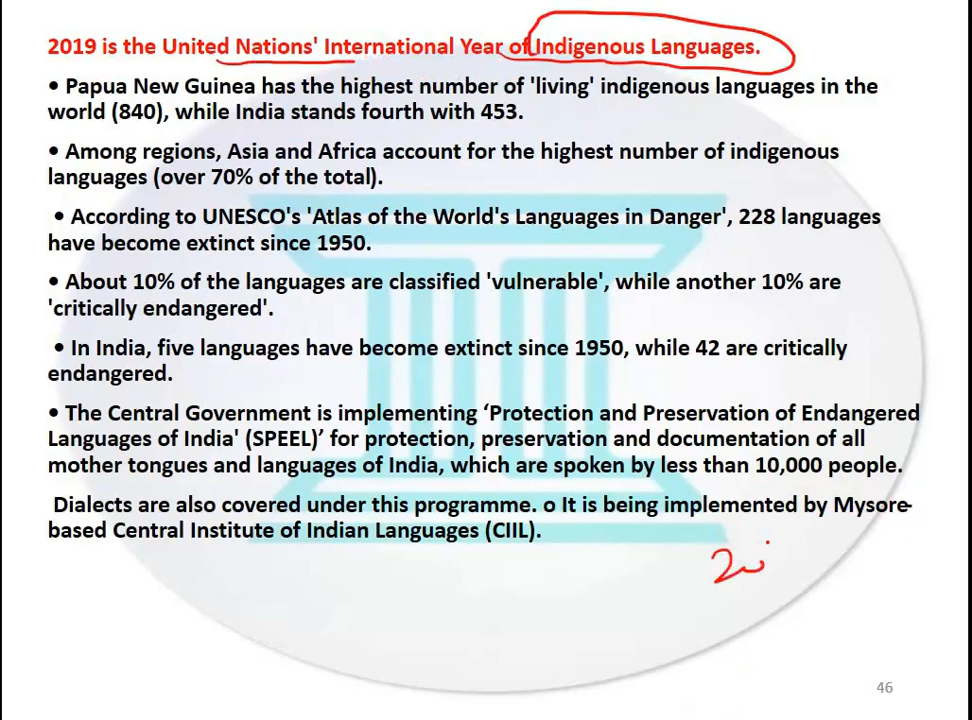 2019 is the United Nations' International Year of Indigenous Languages.
• Papua New Guinea has the highest number of 'living' indigenous languages in the
world (840), while India stands fourth with 453.
• Among regions, Asia and Africa account for the highest number of indigenous
languages (over 70% of the total).
• According to UNESCO's 'Atlas of the World's Languages in Danger', 228 languages
have become extinct since 1950.
• About 10% of the languages are classified 'vulnerable', while another 10% are
'critically endangered'.
• In India, five languages have become extinct since 1950, while 42 are critically
endangered.
• The Central Government is implementing ‘Protection and Preservation of Endangered
Languages of India' (SPEEL)’ for protection, preservation and documentation of all
mother tongues and languages of India, which are spoken by less than 10,000 people.
Dialects are also covered under this programme. o It is being implemented by Mysore-
based Central Institute of Indian Languages (CIIL).
46